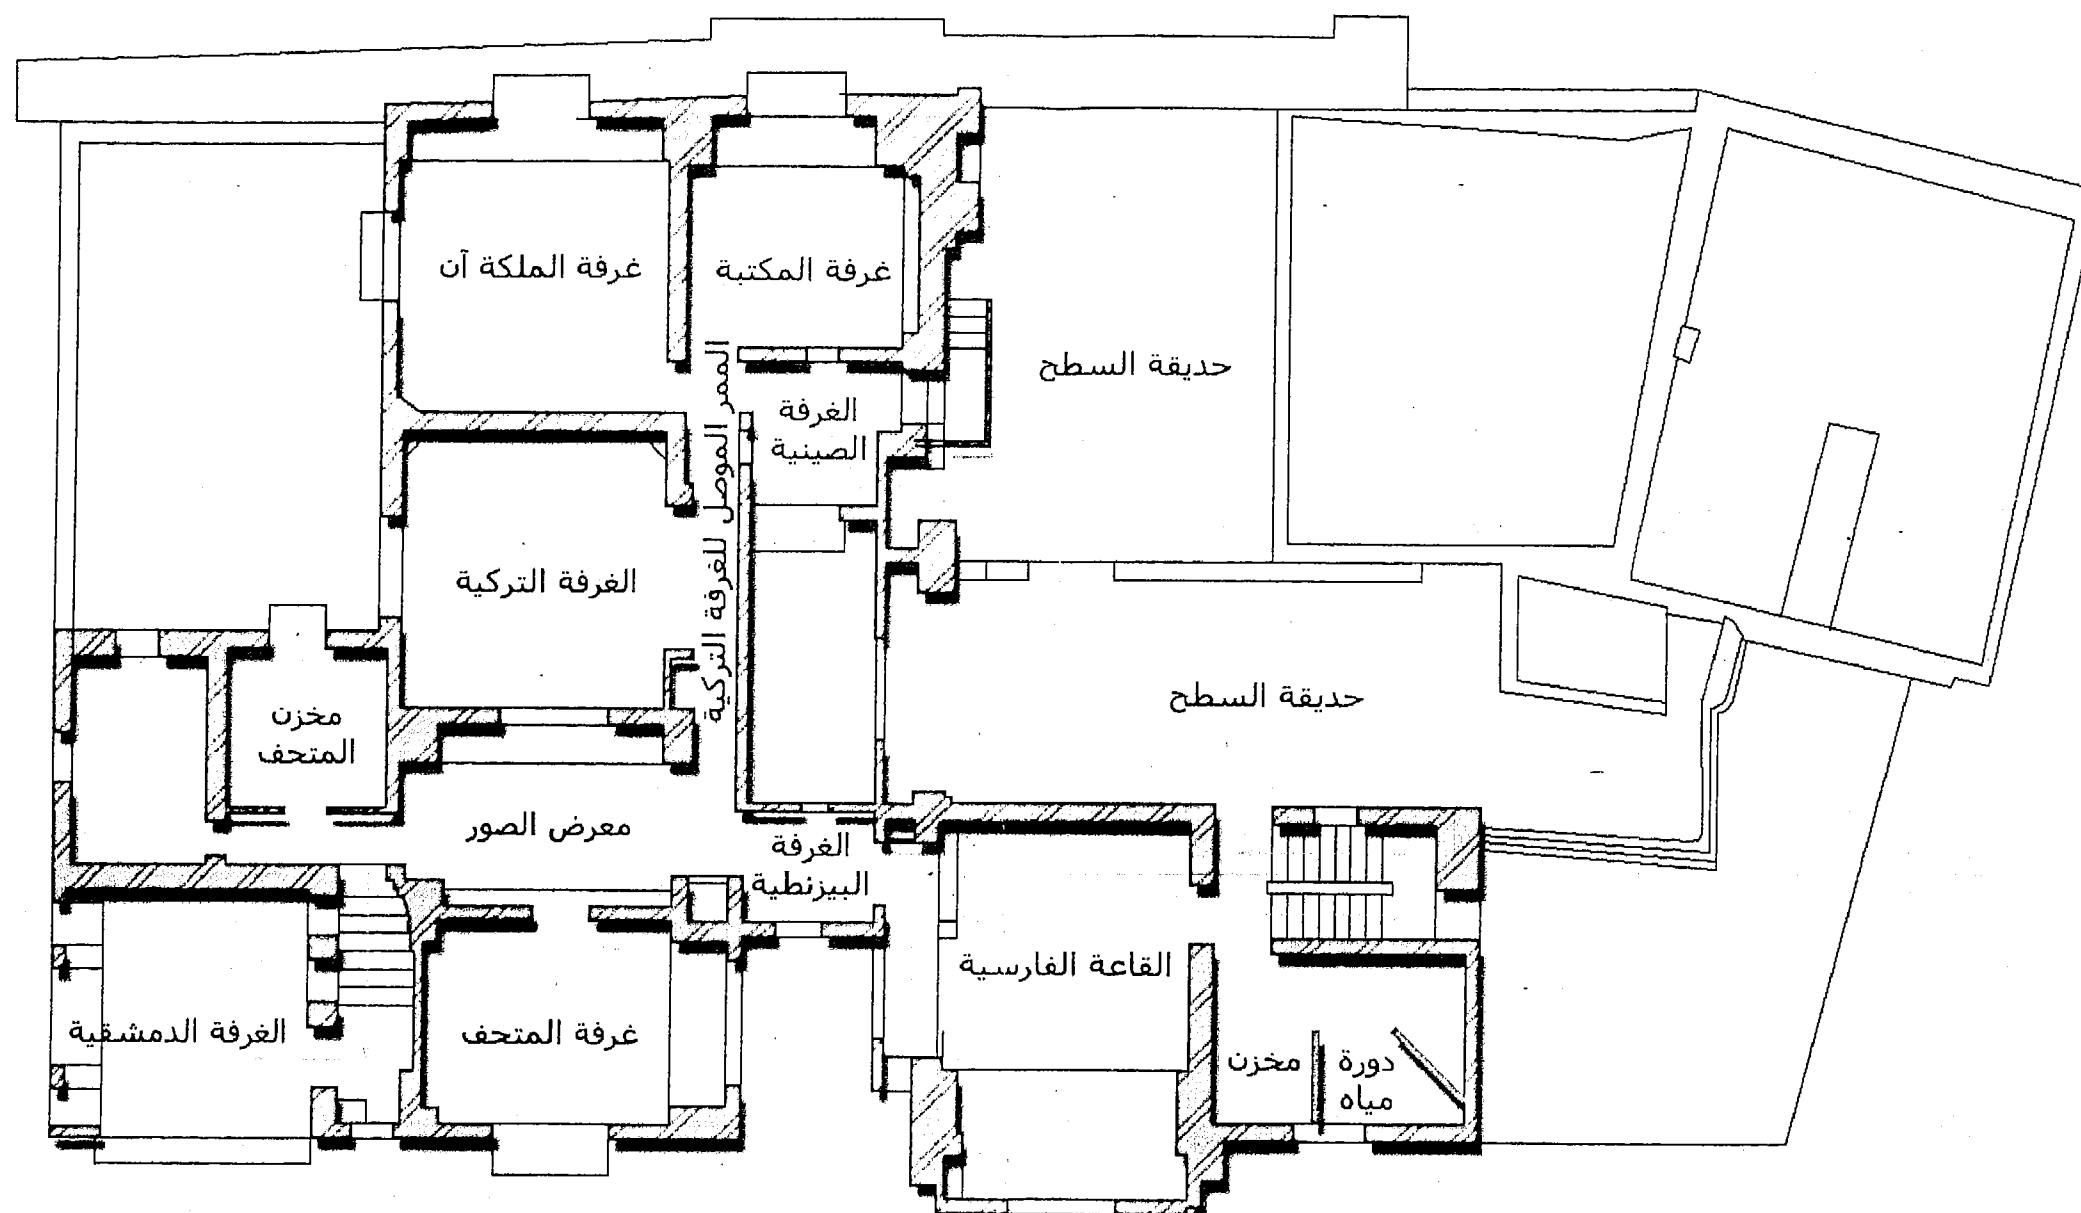 غرفة الملكة آن
غرفة المكتبة
حديقة السطح
الغرفة
الصينية
الممر الموصل للغرفة التركية
الغرفة التركية
حديقة السطح
مخزن
المتحف
معرض الصور
الغرفة
البيزنطية
القاعة الفارسية
الغرفة الدمشقية
غرفة المتحف
مخزن
دورة
مياه